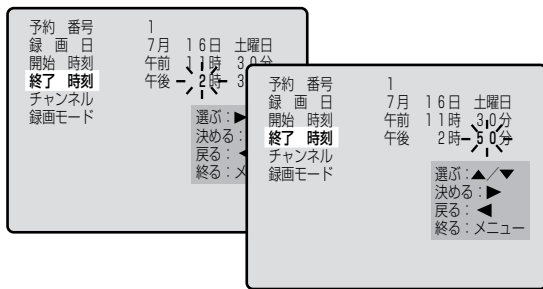 予約 番号 1
録 画 日 7月 16日 土曜日
開始 時刻 午前 11時 30分
終了 時刻 午後 2時 3
チャンネル
録画モード
選ぶ:▶
決める:
戻る:◀
終る:メ
予約 番号 1
録 画 日 7月 16日 土曜日
開始 時刻 午前 11時 30分
終了 時刻 午後 2時 50分
チャンネル
録画モード
選ぶ:▲/▼
決める:▶
戻る:◀
終る:メニュー